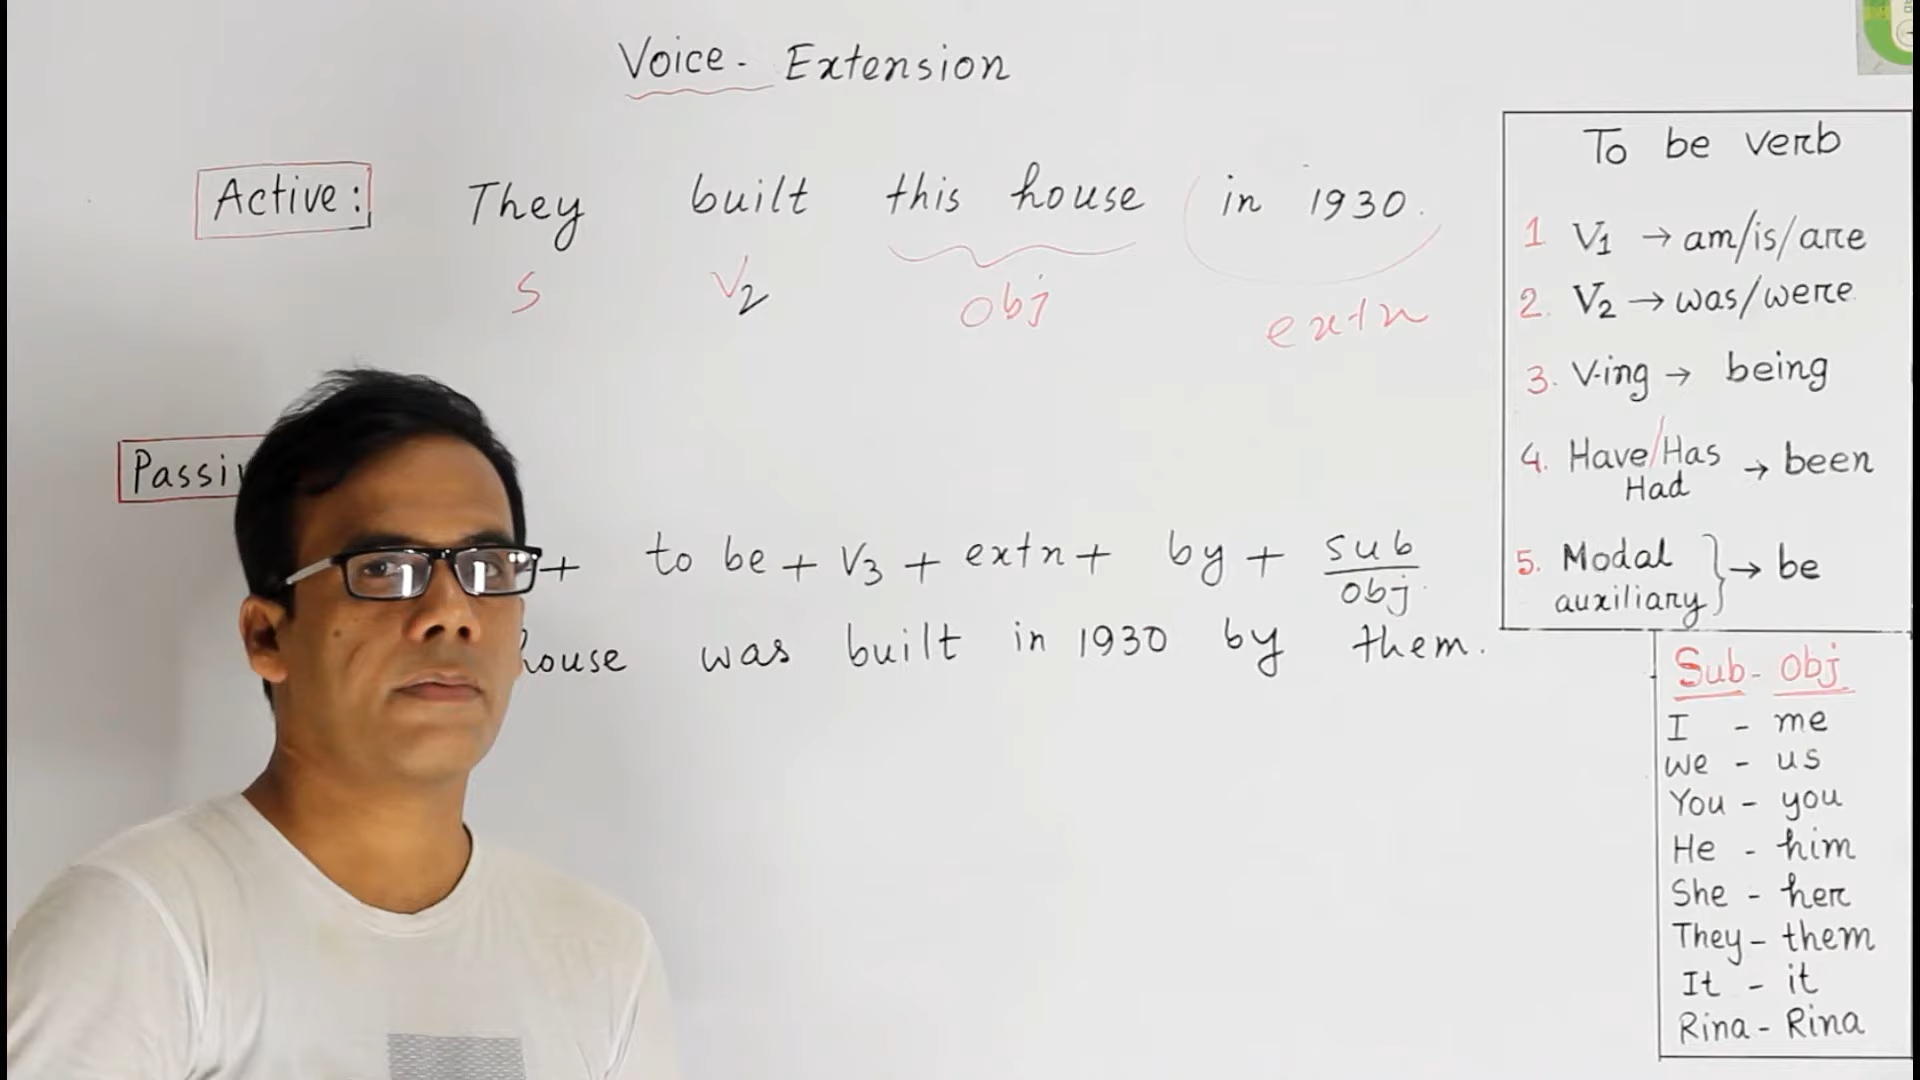 Voice - Extension
Active: They built this house in 1930.
S V2 obj extn
+ to be + V3 + extn + by + sub
obj
house was built in 1930 by them.
To be verb
1 V1 → am/is/are
2. V2 → was/were
3. V-ing → being
4. Have/Has → been
Had
5. Modal } → be
auxiliary
Sub - Obj
I - me
we - us
You - you
He - him
She - her
They - them
It - it
Rina - Rina